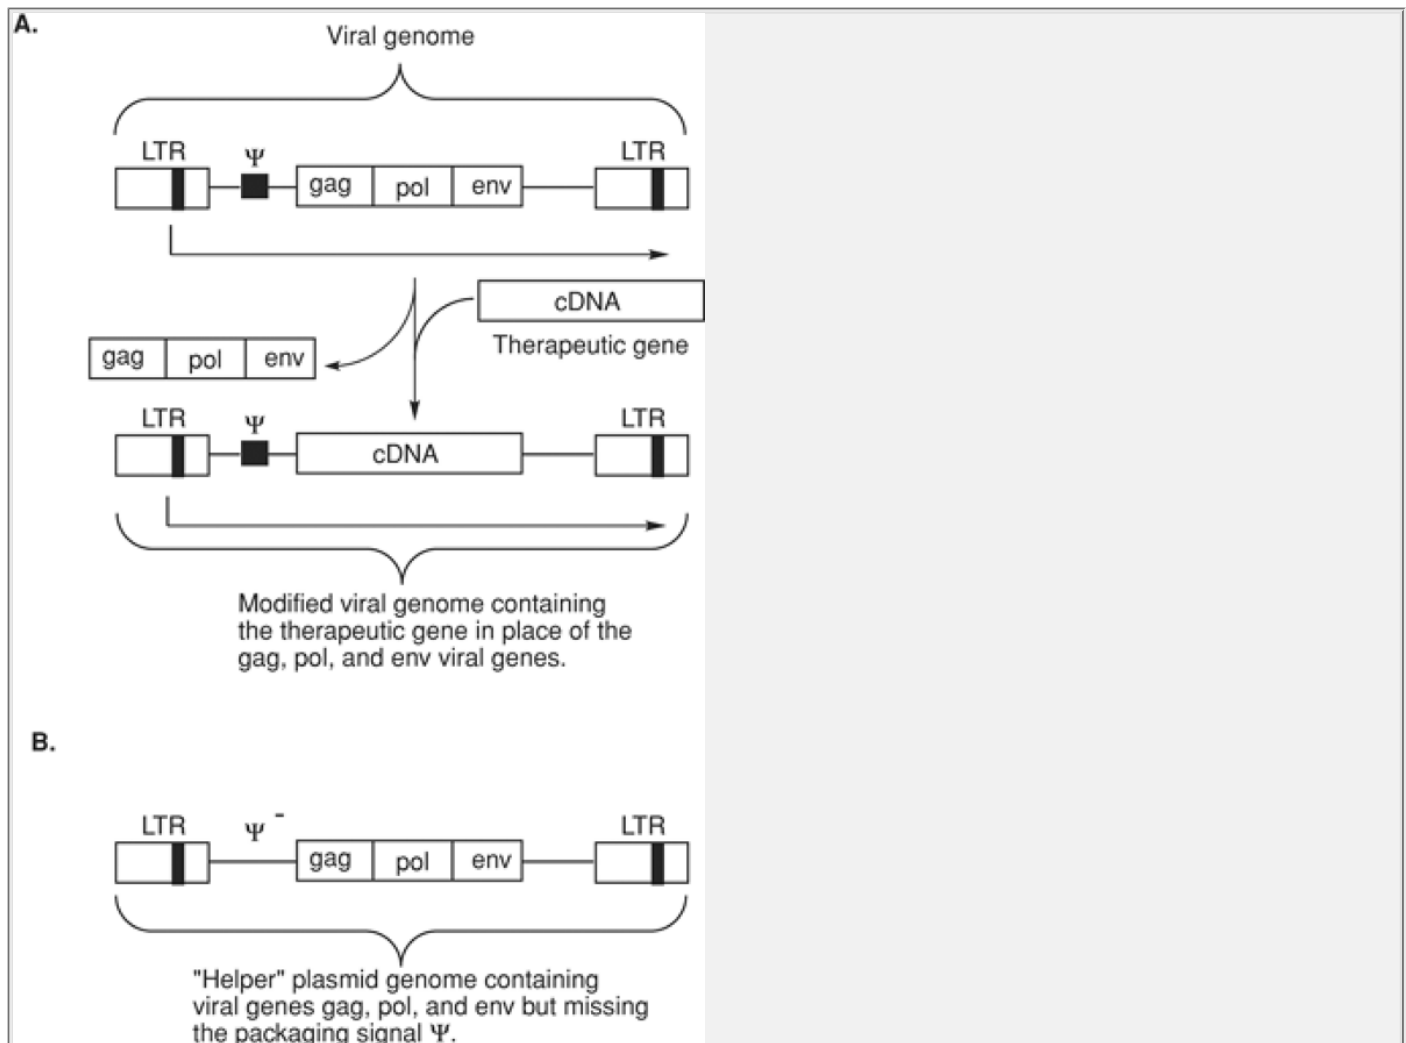 A.
Viral genome
LTR Ψ LTR
gag pol env
cDNA
Therapeutic gene
gag pol env
LTR Ψ LTR
cDNA
Modified viral genome containing
the therapeutic gene in place of the
gag, pol, and env viral genes.
B.
LTR Ψ - LTR
gag pol env
"Helper" plasmid genome containing
viral genes gag, pol, and env but missing
the packaging signal Ψ.